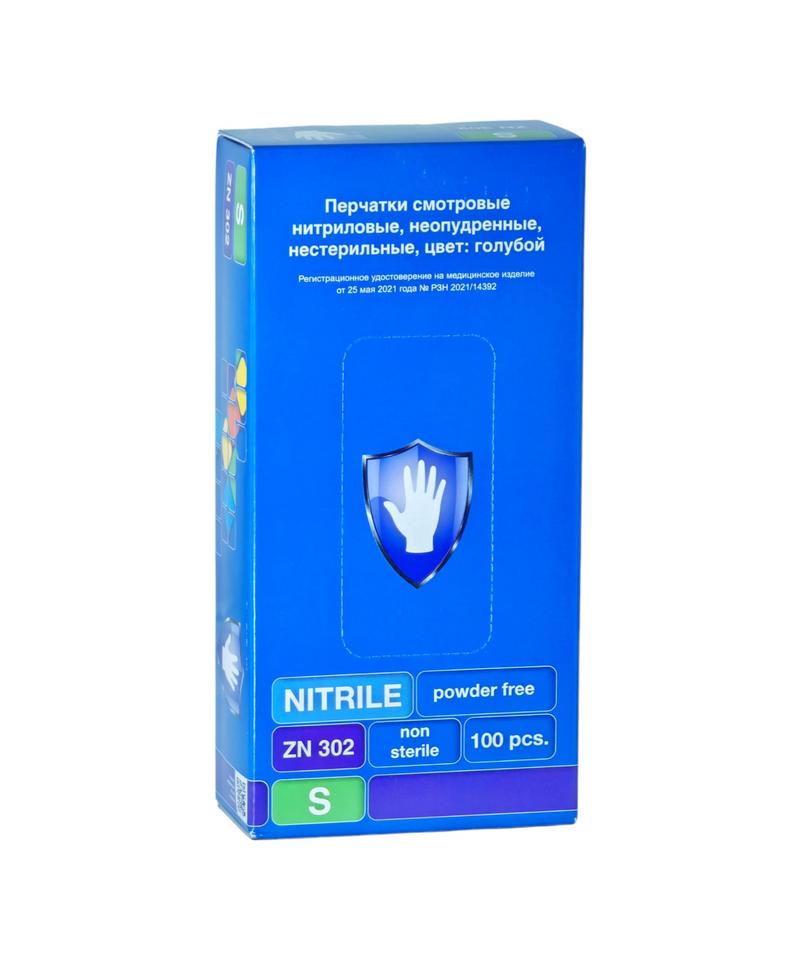 ZN 302
S
S
Перчатки смотровые
нитриловые, неопудренные,
нестерильные, цвет: голубой
Регистрационное удостоверение на медицинское изделие
от 25 мая 2021 года № РЗН 2021/14392
NITRILE
powder free
ZN 302
non
sterile
100 pcs.
S